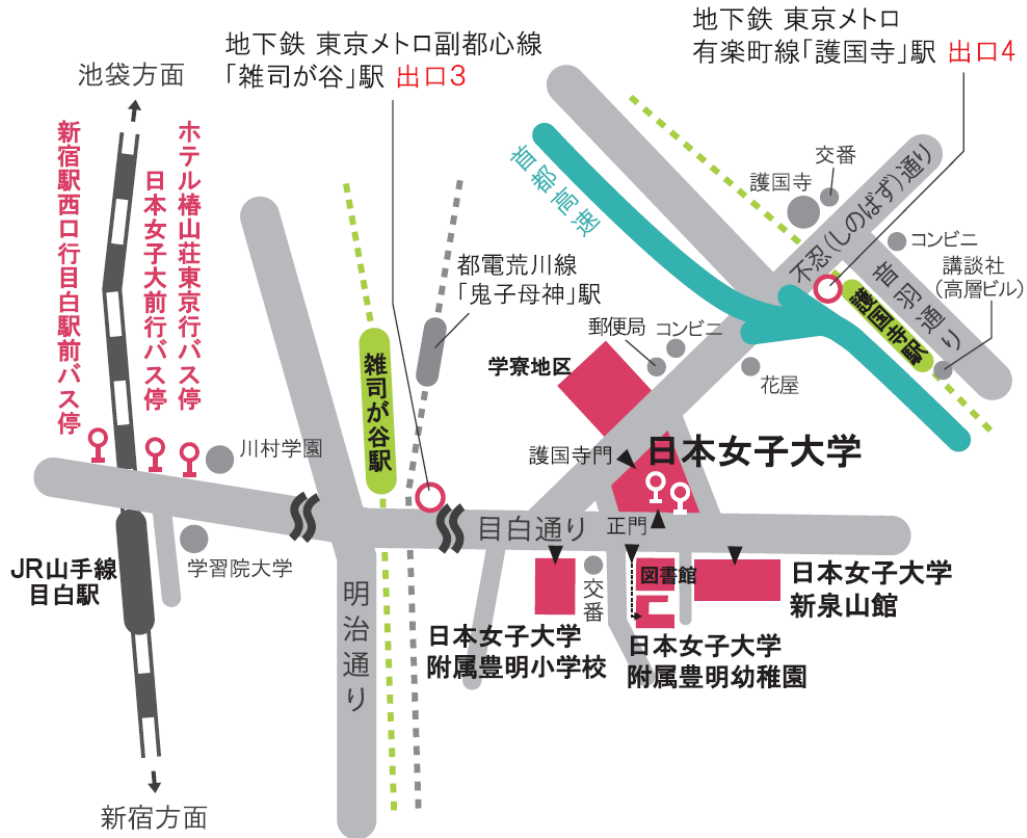 地下鉄 東京メトロ副都心線
「雑司が谷」駅 出口3
地下鉄 東京メトロ
有楽町線「護国寺」駅 出口4
池袋方面
新宿駅西口行目白駅前バス停
日本女子大前行バス停
ホテル椿山荘東京行バス停
首都高速
交番
護国寺
不忍(しのばず)通り
コンビニ
講談社
(高層ビル)
音羽通り
護国寺駅
都電荒川線
「鬼子母神」駅
郵便局
コンビニ
花屋
学寮地区
雑司が谷駅
川村学園
護国寺門
日本女子大学
目白通り
正門
学習院大学
JR山手線
目白駅
明治通り
交番
図書館
日本女子大学
附属豊明小学校
日本女子大学
附属豊明幼稚園
日本女子大学
新泉山館
新宿方面